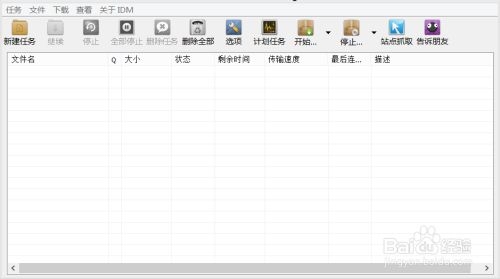 任务 文件 下载 查看 关于 IDM
新建任务 继续 停止 全部停止 删除任务 删除全部 选项 计划任务 开始... 停止... 站点抓取 告诉朋友
文件名 Q 大小 状态 剩余时间 传输速度 最后连... 描述
Baidu 经验
jingyan.baidu.com